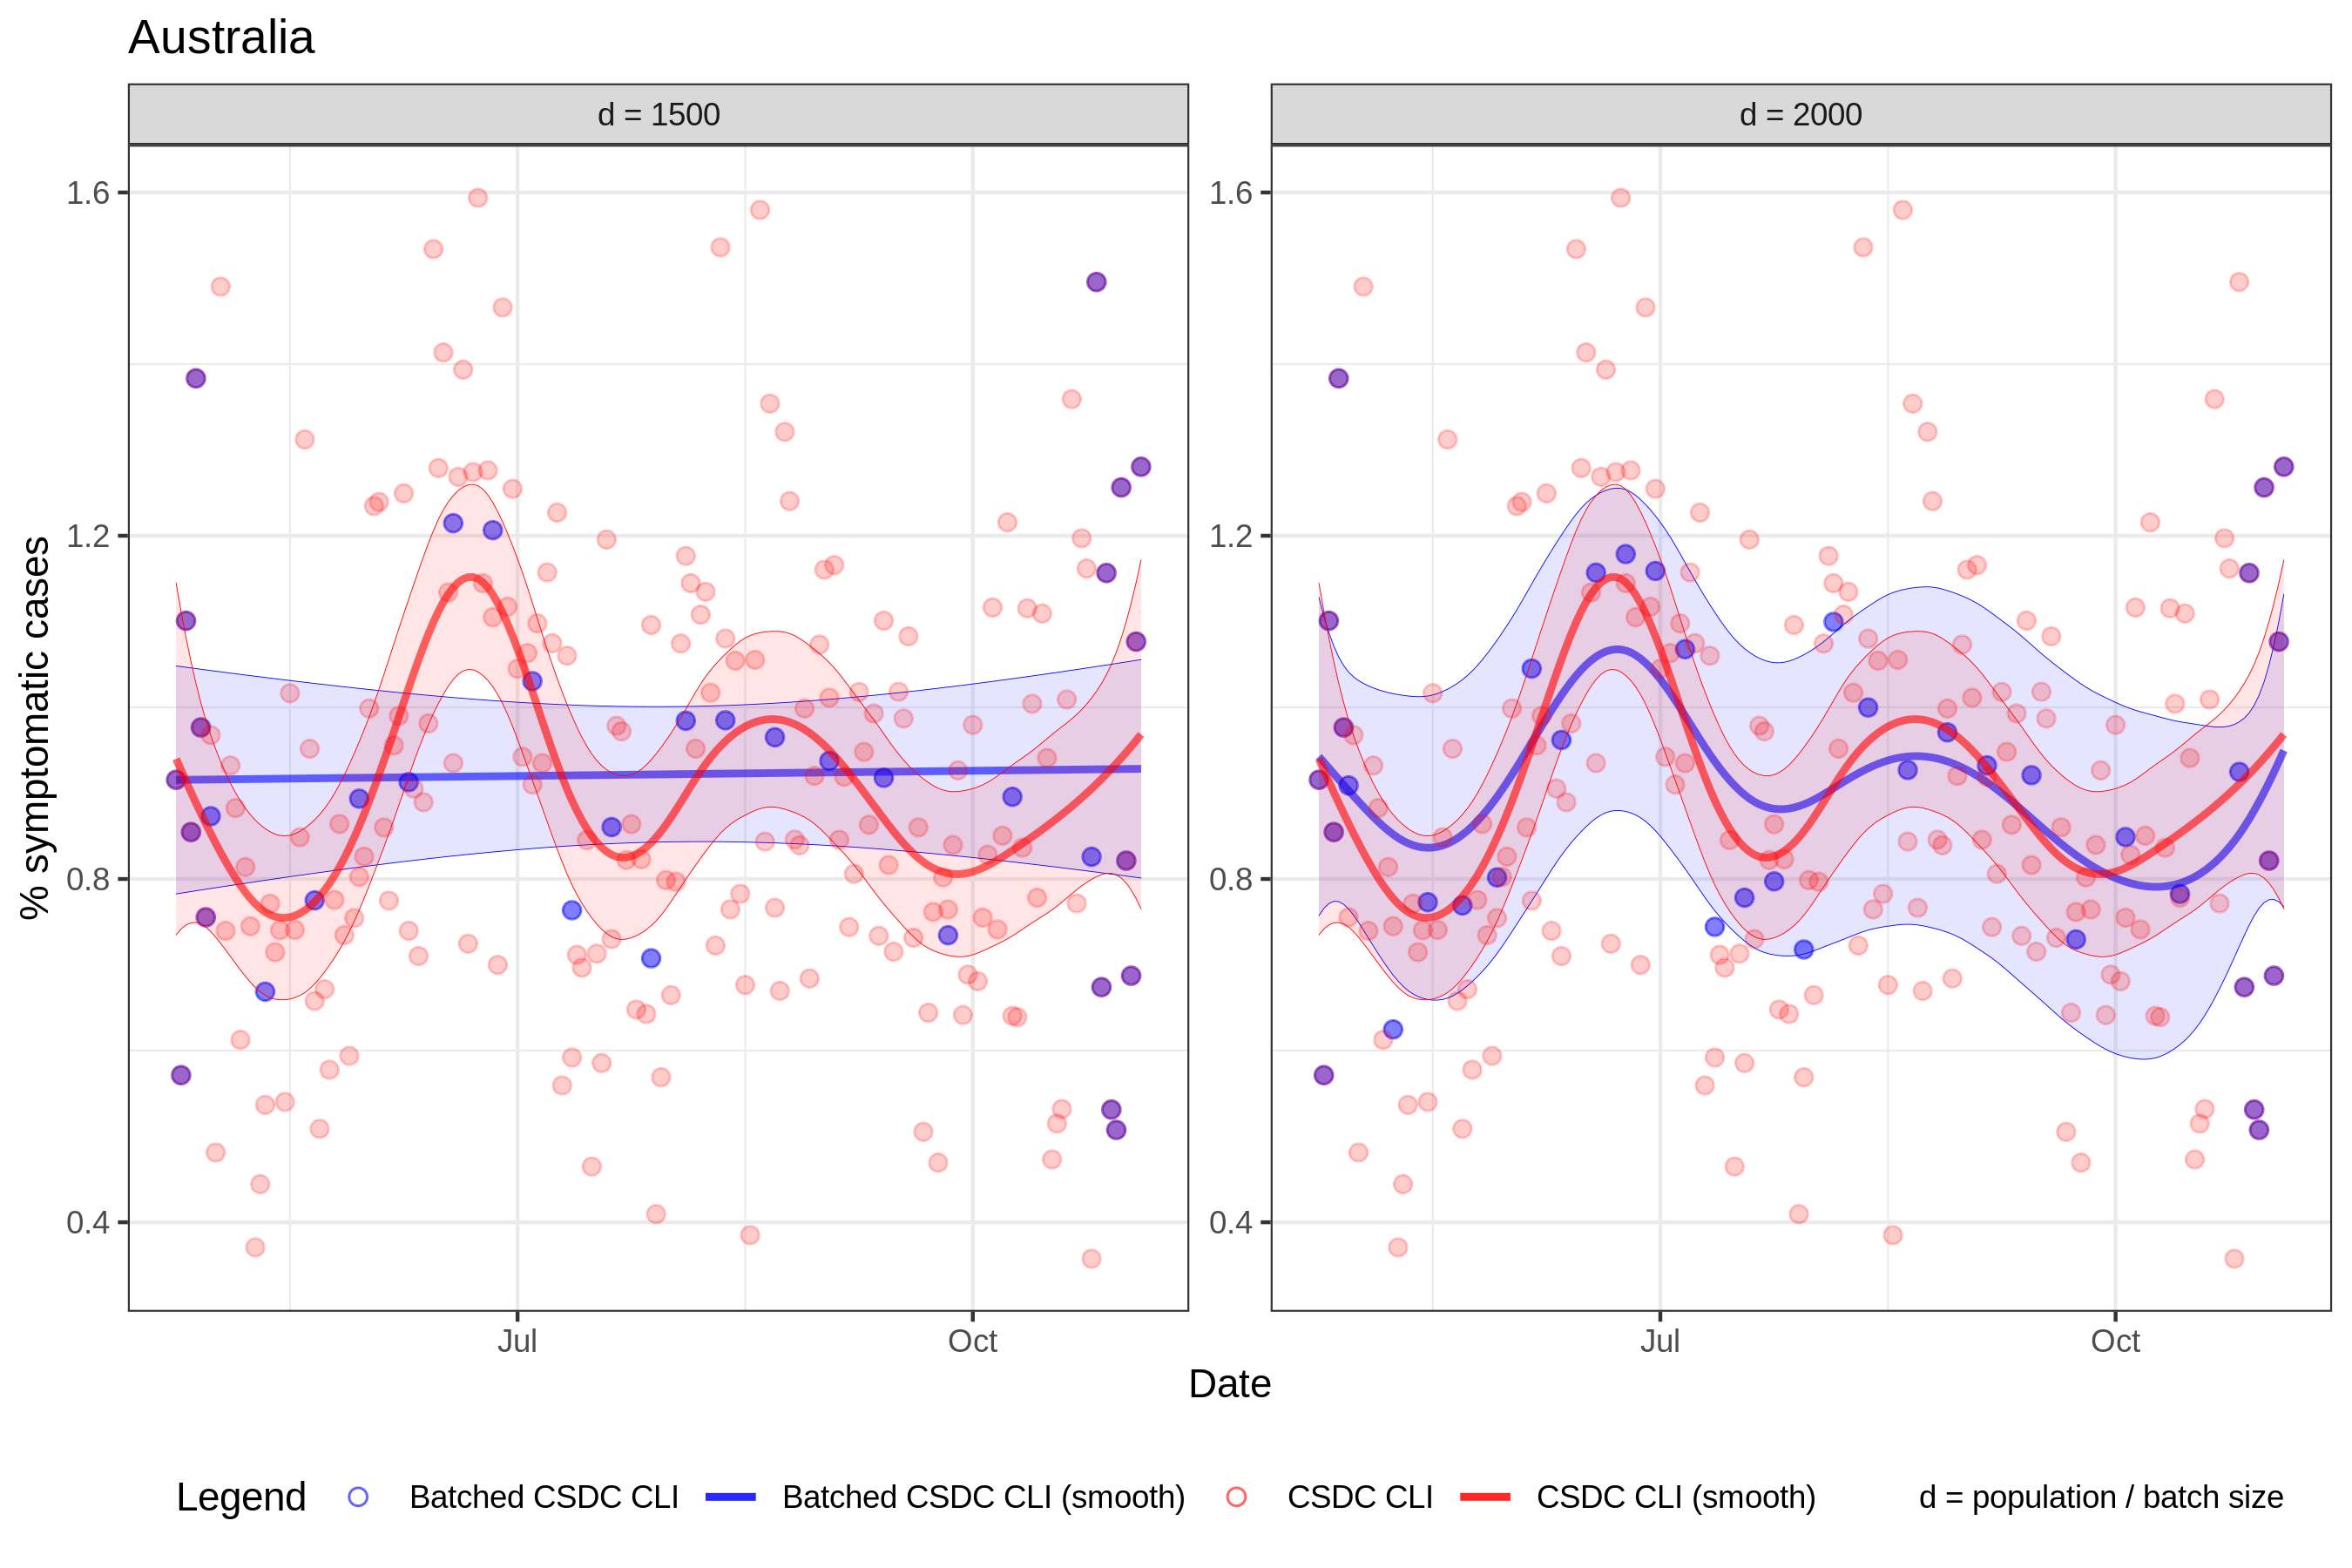 Australia
d = 1500
d = 2000
% symptomatic cases
1.6
1.2
0.8
0.4
1.6
1.2
0.8
0.4
Jul
Oct
Jul
Oct
Date
Legend
Batched CSDC CLI
Batched CSDC CLI (smooth)
CSDC CLI
CSDC CLI (smooth)
d = population / batch size